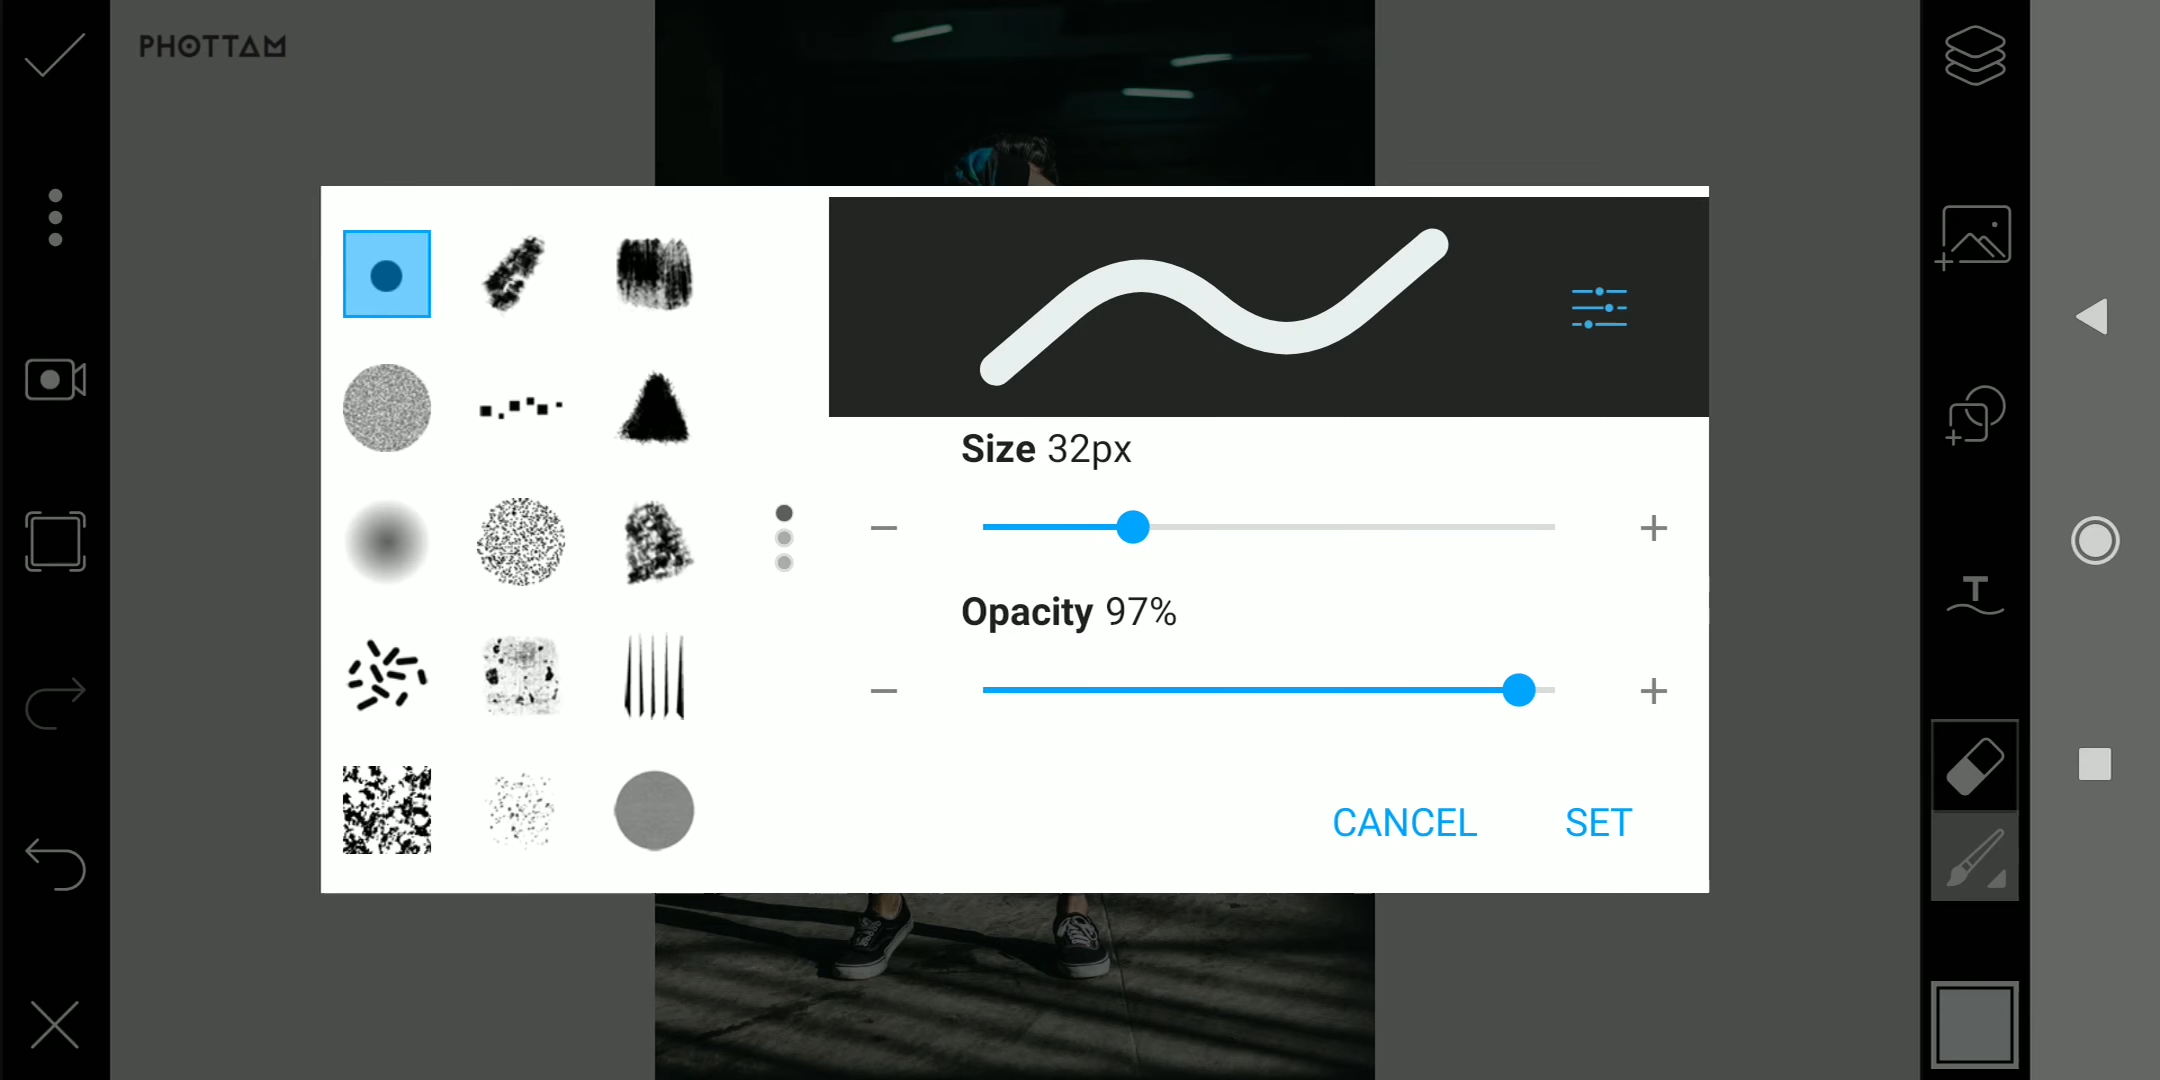 PHOTTAM
Size 32px
Opacity 97%
CANCEL
SET
T